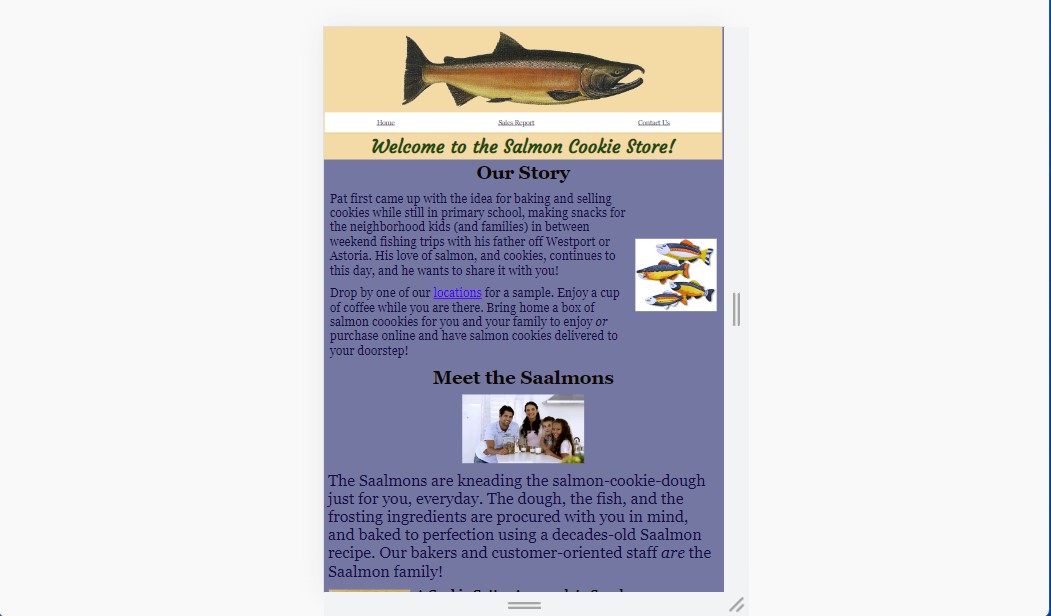 Home Sales Report Contact Us
Welcome to the Salmon Cookie Store!
Our Story
Pat first came up with the idea for baking and selling
cookies while still in primary school, making snacks for
the neighborhood kids (and families) in between
weekend fishing trips with his father off Westport or
Astoria. His love of salmon, and cookies, continues to
this day, and he wants to share it with you!
Drop by one of our locations for a sample. Enjoy a cup
of coffee while you are there. Bring home a box of
salmon coookies for you and your family to enjoy or
purchase online and have salmon cookies delivered to
your doorstep!
Meet the Saalmons
The Saalmons are kneading the salmon-cookie-dough
just for you, everyday. The dough, the fish, and the
frosting ingredients are procured with you in mind,
and baked to perfection using a decades-old Saalmon
recipe. Our bakers and customer-oriented staff are the
Saalmon family!